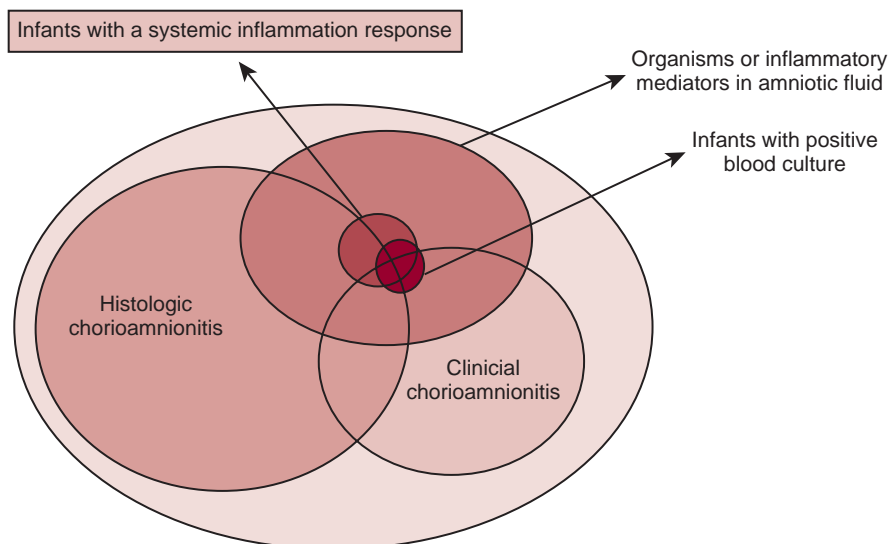 Infants with a systemic inflammation response
Organisms or inflammatory
mediators in amniotic fluid
Infants with positive
blood culture
Histologic
chorioamnionitis
Clinicial
chorioamnionitis